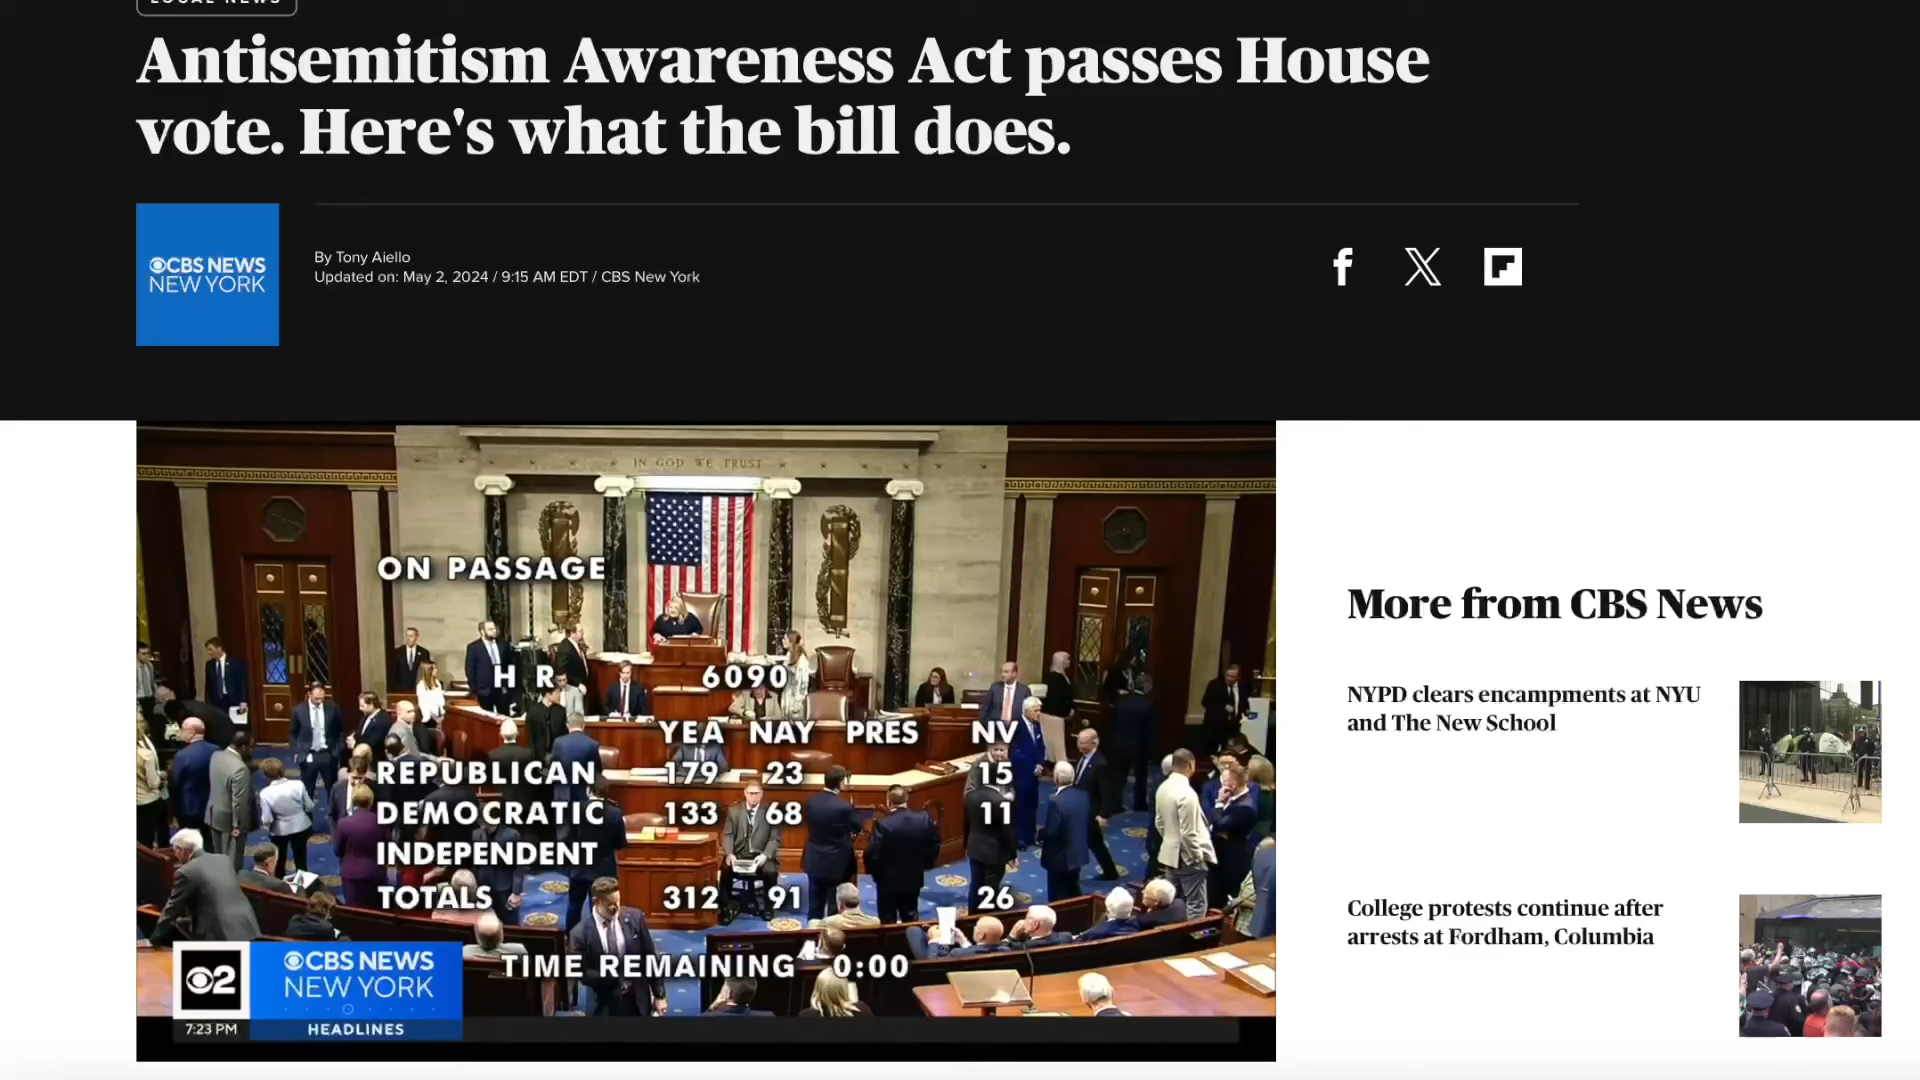 LOCAL NEWS
Antisemitism Awareness Act passes House
vote. Here's what the bill does.
CBS NEWS
NEW YORK
By Tony Aiello
Updated on: May 2, 2024 / 9:15 AM EDT / CBS New York
IN GOD WE TRUST
ON PASSAGE
H R 6090
YEA NAY PRES NV
REPUBLICAN 179 23 15
DEMOCRATIC 133 68 11
INDEPENDENT
TOTALS 312 91 26
TIME REMAINING 0:00
2
CBS NEWS
NEW YORK
7:23 PM
HEADLINES
More from CBS News
NYPD clears encampments at NYU
and The New School
College protests continue after
arrests at Fordham, Columbia